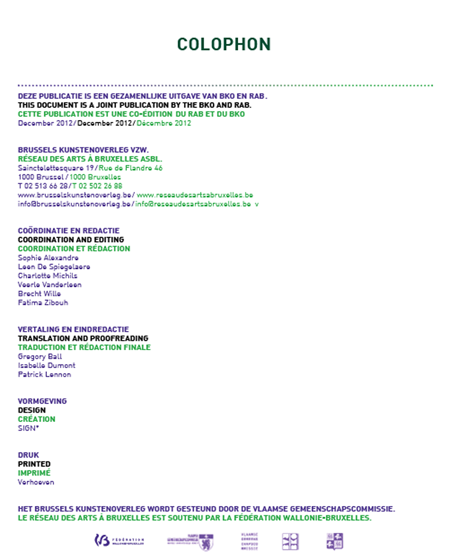 COLOPHON
DEZE PUBLICATIE IS EEN GEZAMENLIJKE UITGAVE VAN BKO EN RAB.
THIS DOCUMENT IS A JOINT PUBLICATION BY THE BKO AND RAB.
CETTE PUBLICATION EST UNE CO-ÉDITION DU RAB ET DU BKO
December 2012/December 2012/Décembre 2012
BRUSSELS KUNSTENOVERLEG VZW.
RÉSEAU DES ARTS À BRUXELLES ASBL.
Sainctelettesquare 19/Rue de Flandre 46
1000 Brussel/1000 Bruxelles
T 02 513 66 28/T 02 502 26 88
www.brusselskunstenoverleg.be/ www.reseaudesartsabruxelles.be
info@brusselskunstenoverleg.be/info@reseaudesartsabruxelles.be v
COÖRDINATIE EN REDACTIE
COORDINATION AND EDITING
COORDINATION ET RÉDACTION
Sophie Alexandre
Leen De Spiegelaere
Charlotte Michils
Veerle Vanderleen
Brecht Wille
Fatima Zibouh
VERTALING EN EINDREDACTIE
TRANSLATION AND PROOFREADING
TRADUCTION ET RÉDACTION FINALE
Gregory Ball
Isabelle Dumont
Patrick Lennon
VORMGEVING
DESIGN
CRÉATION
SIGN*
DRUK
PRINTED
IMPRIMÉ
Verhoeven
HET BRUSSELS KUNSTENOVERLEG WORDT GESTEUND DOOR DE VLAAMSE GEMEENSCHAPSCOMMISSIE.
LE RÉSEAU DES ARTS À BRUXELLES EST SOUTENU PAR LA FÉDÉRATION WALLONIE-BRUXELLES.
FÉDÉRATION
WALLONIE-BRUXELLES